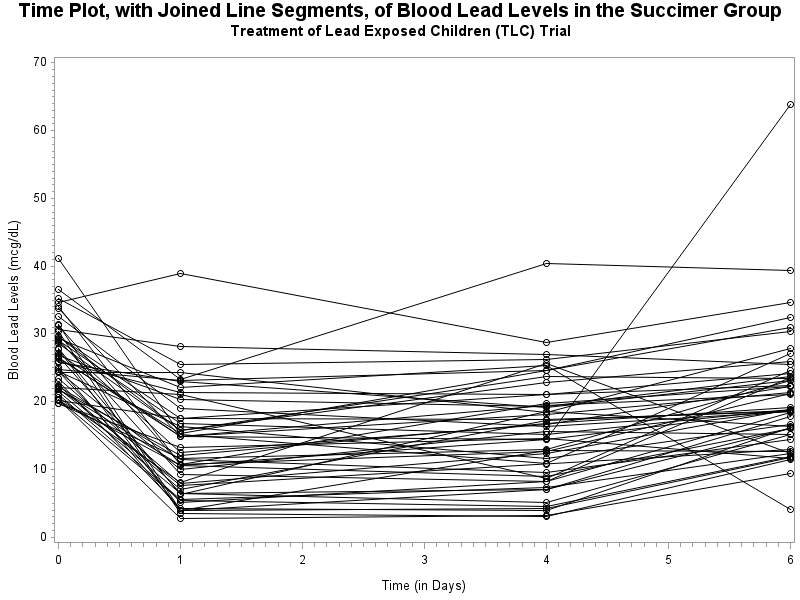 Time Plot, with Joined Line Segments, of Blood Lead Levels in the Succimer Group
Treatment of Lead Exposed Children (TLC) Trial
Blood Lead Levels (mcg/dL)
70
60
50
40
30
20
10
0
0 1 2 3 4 5 6
Time (in Days)